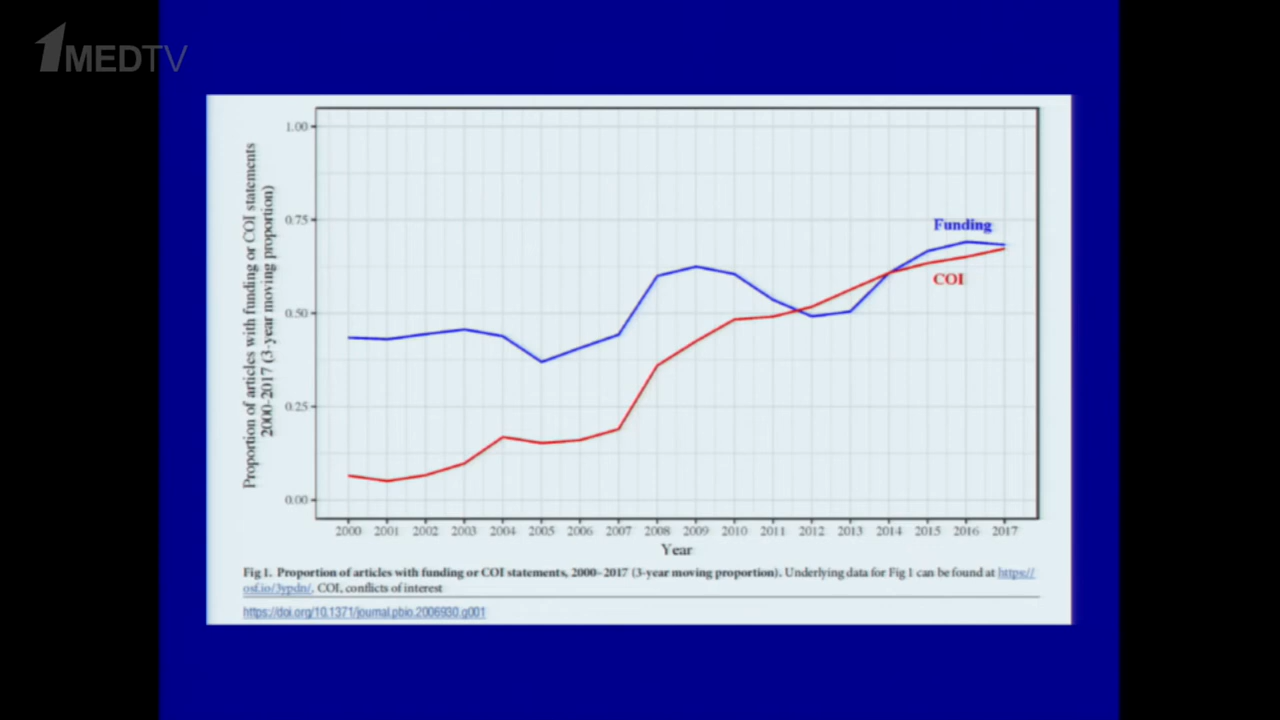 1MEDTV
Proportion of articles with funding or COI statements
2000-2017 (3-year moving proportion)
1.00
0.75
0.50
0.25
0.00
Funding
COI
2000 2001 2002 2003 2004 2005 2006 2007 2008 2009 2010 2011 2012 2013 2014 2015 2016 2017
Year
Fig 1. Proportion of articles with funding or COI statements, 2000–2017 (3-year moving proportion). Underlying data for Fig 1 can be found at https://
osf.io/3ypdn/. COI, conflicts of interest
https://doi.org/10.1371/journal.pbio.2006930.g001